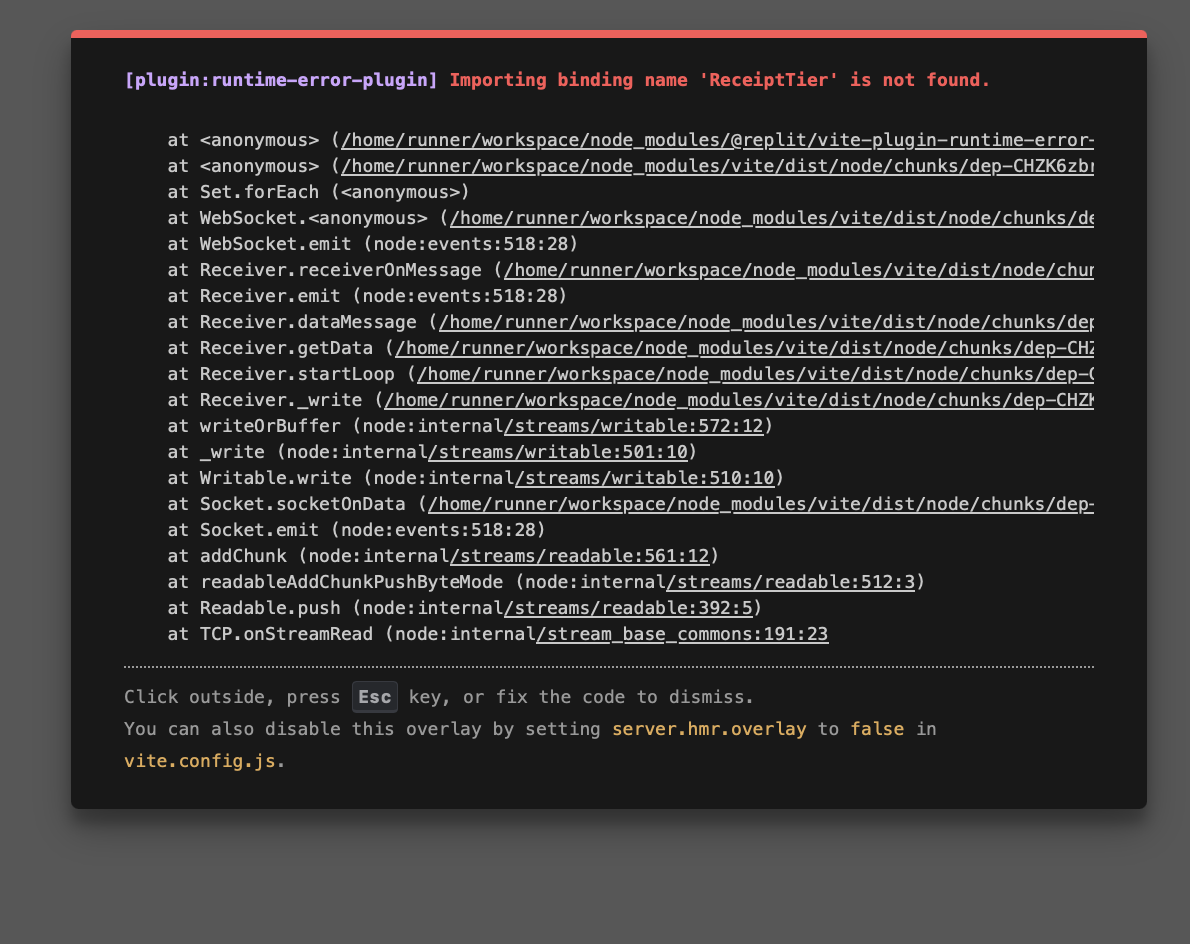 [plugin:runtime-error-plugin] Importing binding name 'ReceiptTier' is not found.
at <anonymous> (/home/runner/workspace/node_modules/@replit/vite-plugin-runtime-error-
at <anonymous> (/home/runner/workspace/node_modules/vite/dist/node/chunks/dep-CHZK6zbr
at Set.forEach (<anonymous>)
at WebSocket.<anonymous> (/home/runner/workspace/node_modules/vite/dist/node/chunks/de
at WebSocket.emit (node:events:518:28)
at Receiver.receiverOnMessage (/home/runner/workspace/node_modules/vite/dist/node/chun
at Receiver.emit (node:events:518:28)
at Receiver.dataMessage (/home/runner/workspace/node_modules/vite/dist/node/chunks/dep
at Receiver.getData (/home/runner/workspace/node_modules/vite/dist/node/chunks/dep-CHZ
at Receiver.startLoop (/home/runner/workspace/node_modules/vite/dist/node/chunks/dep-C
at Receiver._write (/home/runner/workspace/node_modules/vite/dist/node/chunks/dep-CHZK
at writeOrBuffer (node:internal/streams/writable:572:12)
at _write (node:internal/streams/writable:501:10)
at Writable.write (node:internal/streams/writable:510:10)
at Socket.socketOnData (/home/runner/workspace/node_modules/vite/dist/node/chunks/dep-
at Socket.emit (node:events:518:28)
at addChunk (node:internal/streams/readable:561:12)
at readableAddChunkPushByteMode (node:internal/streams/readable:512:3)
at Readable.push (node:internal/streams/readable:392:5)
at TCP.onStreamRead (node:internal/stream_base_commons:191:23
Click outside, press Esc key, or fix the code to dismiss.
You can also disable this overlay by setting server.hmr.overlay to false in
vite.config.js.